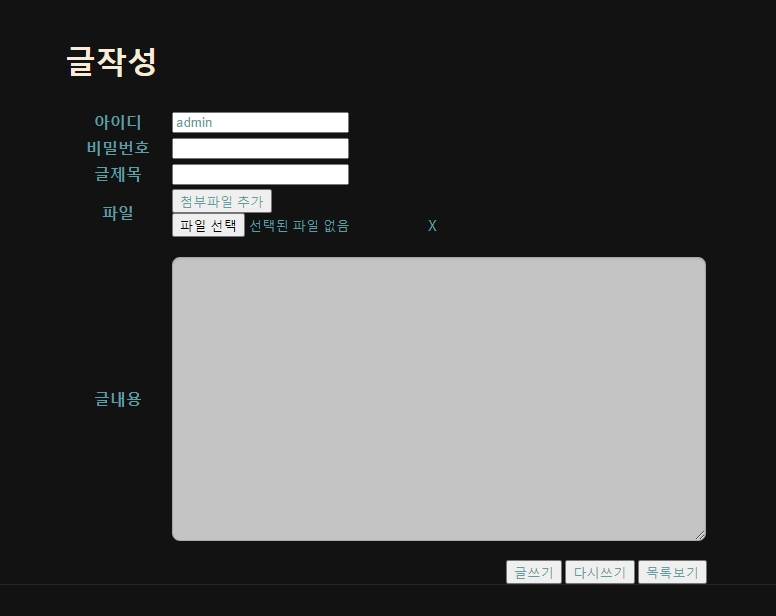 글작성
아이디 admin
비밀번호
글제목
파일 첨부파일 추가
파일 선택 선택된 파일 없음 X
글내용
글쓰기 다시쓰기 목록보기